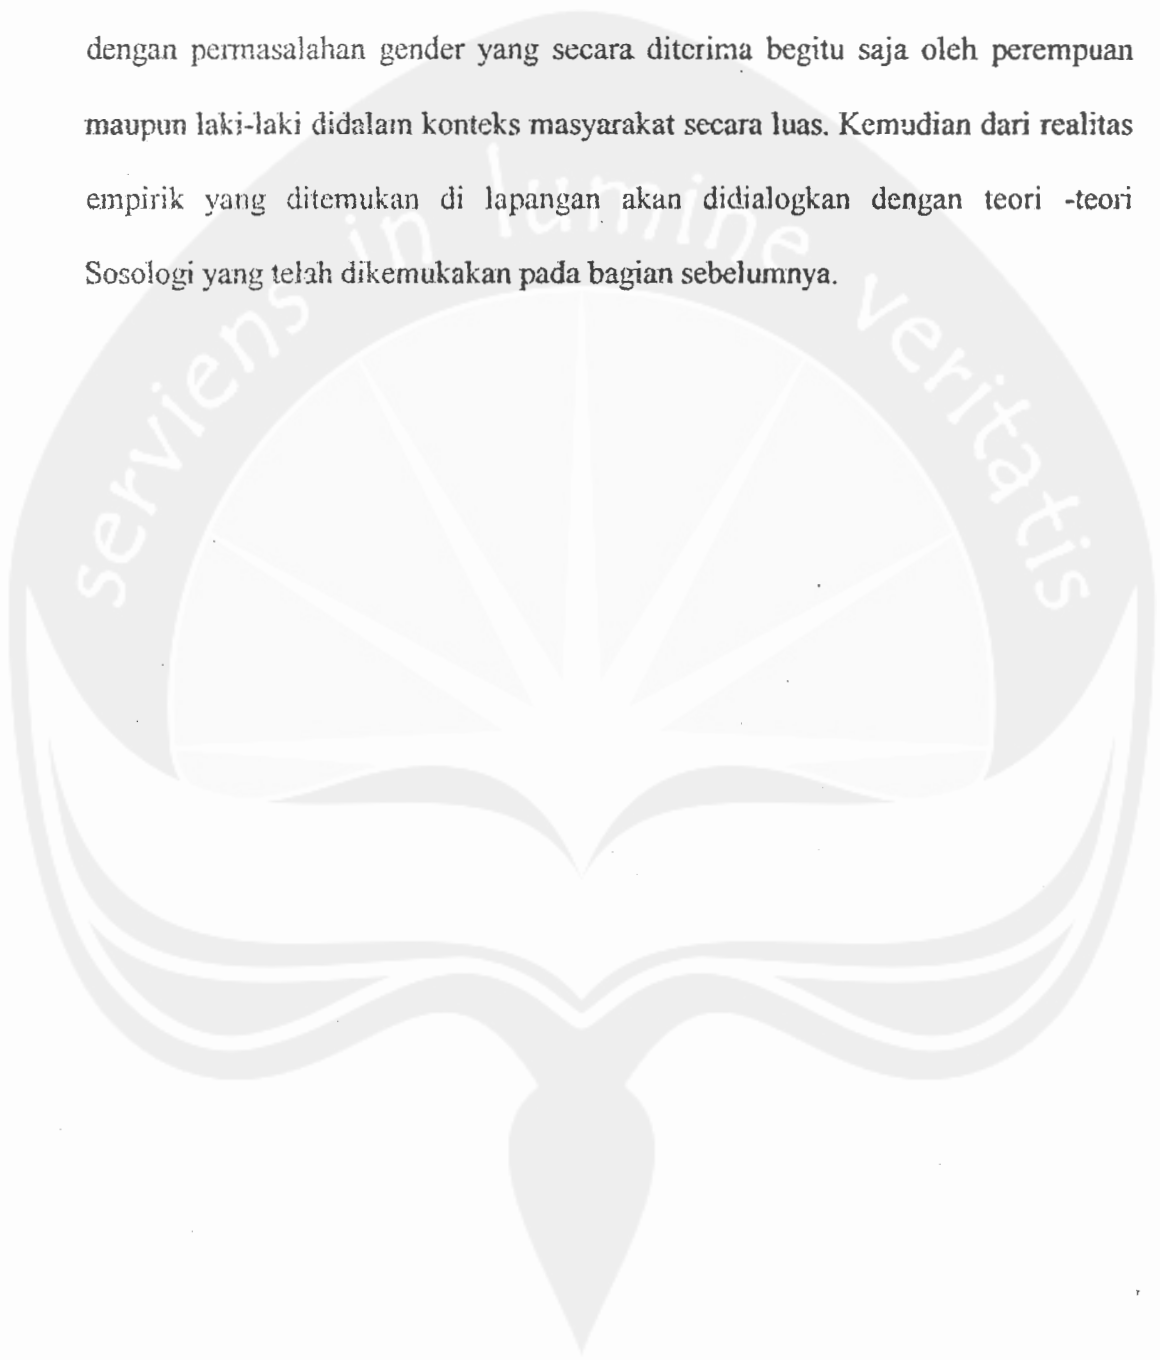 dengan permasalahan gender yang secara diterima begitu saja oleh perempuan
maupun laki-laki didalam konteks masyarakat secara luas. Kemudian dari realitas
empirik yang ditemukan di lapangan akan didialogkan dengan teori -teori
Sosologi yang telah dikemukakan pada bagian sebelumnya.
serviens in lumine veritatis